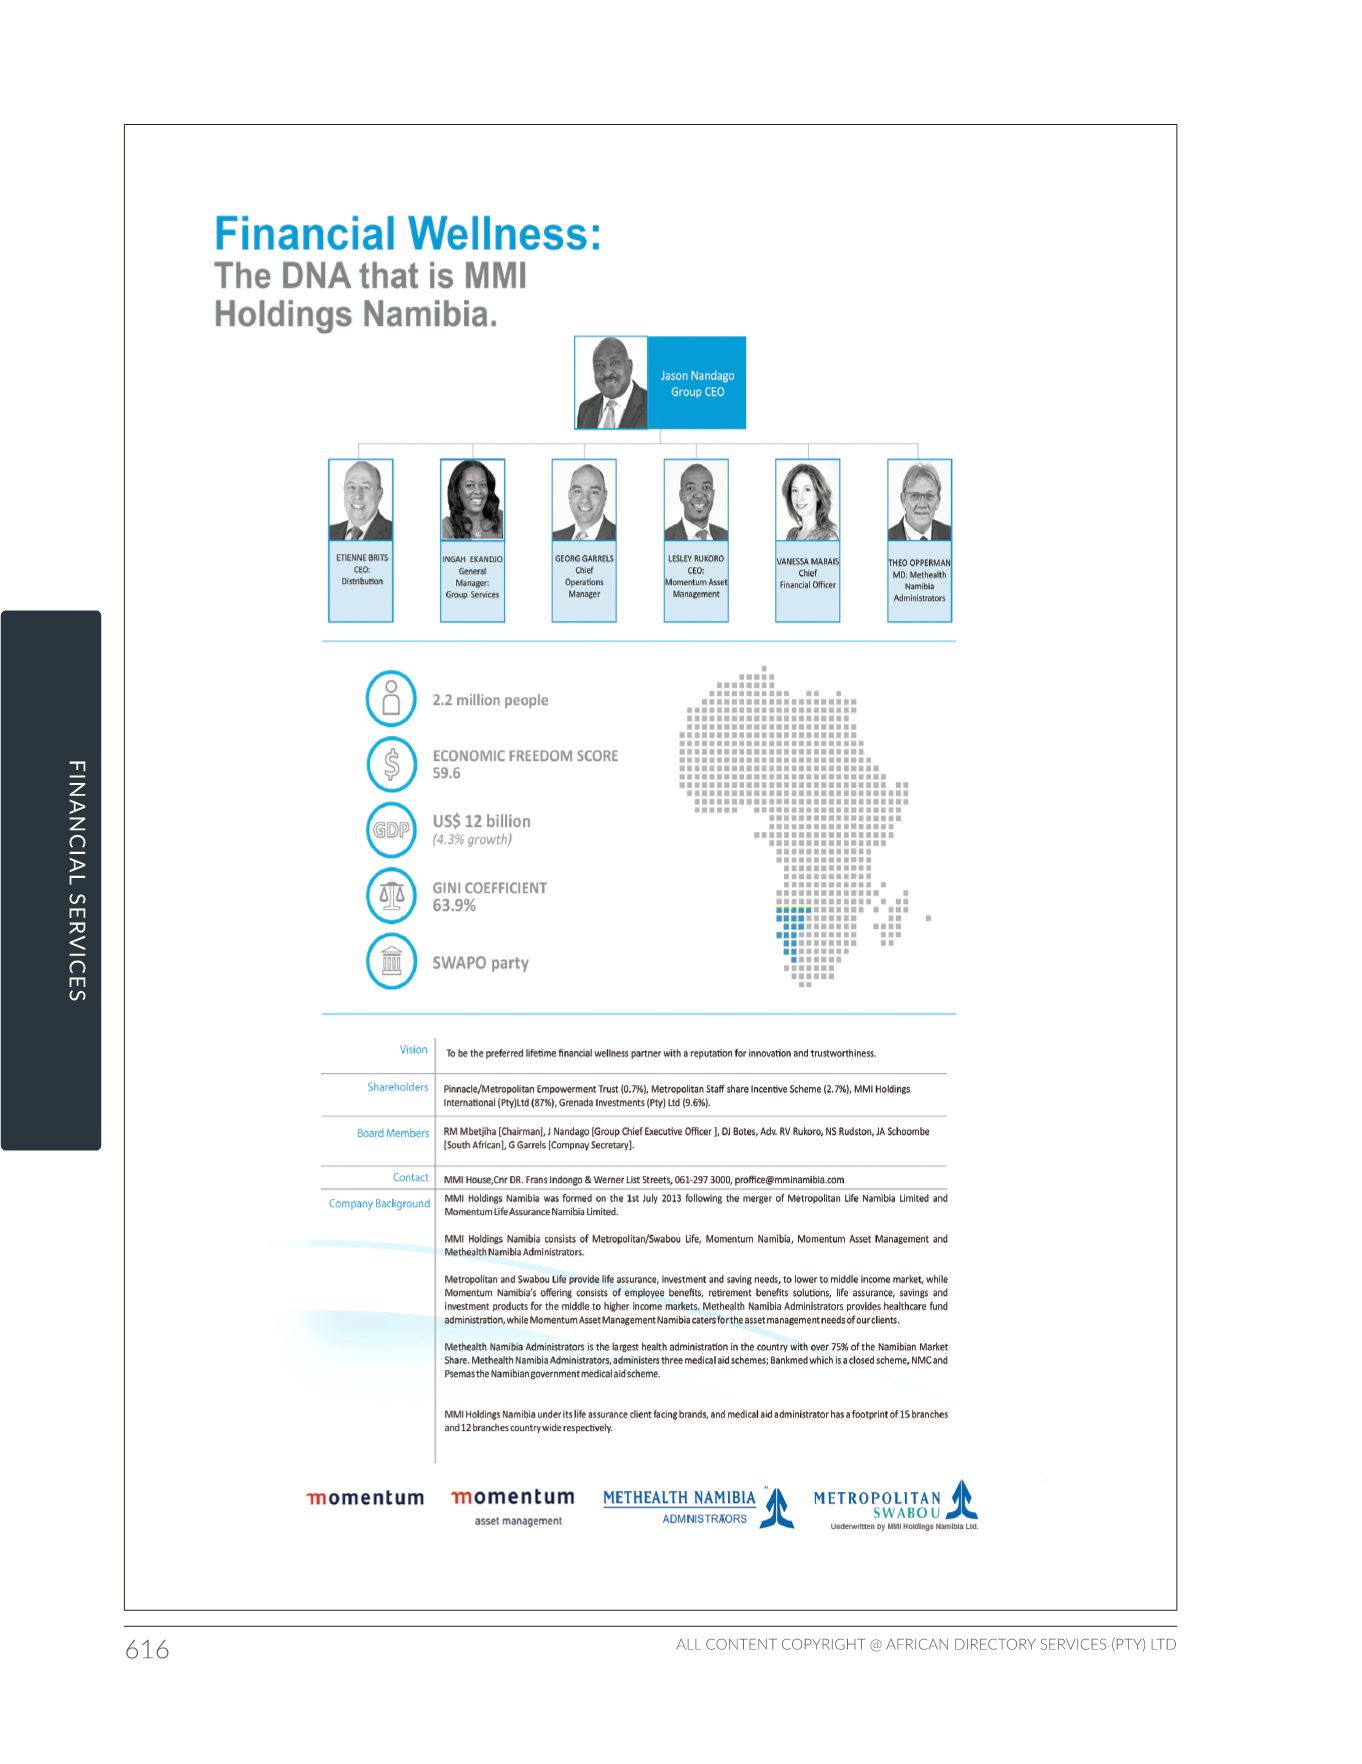 Financial Wellness:
The DNA that is MMI
Holdings Namibia.
Jason Nandago
Group CEO
ETIENNE BRITS
CEO:
Distribution
INGAH EKANDJO
General
Manager:
Group Services
GEORG GARRELS
Chief
Operations
Manager
LESLEY RUKORO
CEO:
Momentum Asset
Management
VANESSA MARAIS
Chief
Financial Officer
THEO OPPERMAN
MD: Methealth
Namibia
Administrators
2.2 million people
$
ECONOMIC FREEDOM SCORE
59.6
GDP
US$ 12 billion
(4.3% growth)
GINI COEFFICIENT
63.9%
SWAPO party
FINANCIAL SERVICES
Vision
To be the preferred lifetime financial wellness partner with a reputation for innovation and trustworthiness.
Shareholders
Pinnacle/Metropolitan Empowerment Trust (0.7%), Metropolitan Staff share Incentive Scheme (2.7%), MMI Holdings
International (Pty)Ltd (87%), Grenada Investments (Pty) Ltd (9.6%).
Board Members
RM Mbetjiha [Chairman], J Nandago [Group Chief Executive Officer ], DJ Botes, Adv. RV Rukoro, NS Rudston, JA Schoombe
[South African], G Garrels [Compnay Secretary].
Contact
MMI House,Cnr DR. Frans Indongo & Werner List Streets, 061-297 3000, proffice@mminamibia.com
Company Background
MMI Holdings Namibia was formed on the 1st July 2013 following the merger of Metropolitan Life Namibia Limited and
Momentum Life Assurance Namibia Limited.
MMI Holdings Namibia consists of Metropolitan/Swabou Life, Momentum Namibia, Momentum Asset Management and
Methealth Namibia Administrators.
Metropolitan and Swabou Life provide life assurance, investment and saving needs, to lower to middle income market, while
Momentum Namibia's offering consists of employee benefits, retirement benefits solutions, life assurance, savings and
investment products for the middle to higher income markets. Methealth Namibia Administrators provides healthcare fund
administration, while Momentum Asset Management Namibia caters for the asset management needs of our clients.
Methealth Namibia Administrators is the largest health administration in the country with over 75% of the Namibian Market
Share. Methealth Namibia Administrators, administers three medical aid schemes; Bankmed which is a closed scheme, NMC and
Psemas the Namibian government medical aid scheme.
MMI Holdings Namibia under its life assurance client facing brands, and medical aid administrator has a footprint of 15 branches
and 12 branches country wide respectively.
momentum
momentum
asset management
METHEALTH NAMIBIA
ADMINISTRATORS
METROPOLITAN
SWABOU
Underwritten by MMI Holdings Namibia Ltd.
616
ALL CONTENT COPYRIGHT @ AFRICAN DIRECTORY SERVICES (PTY) LTD